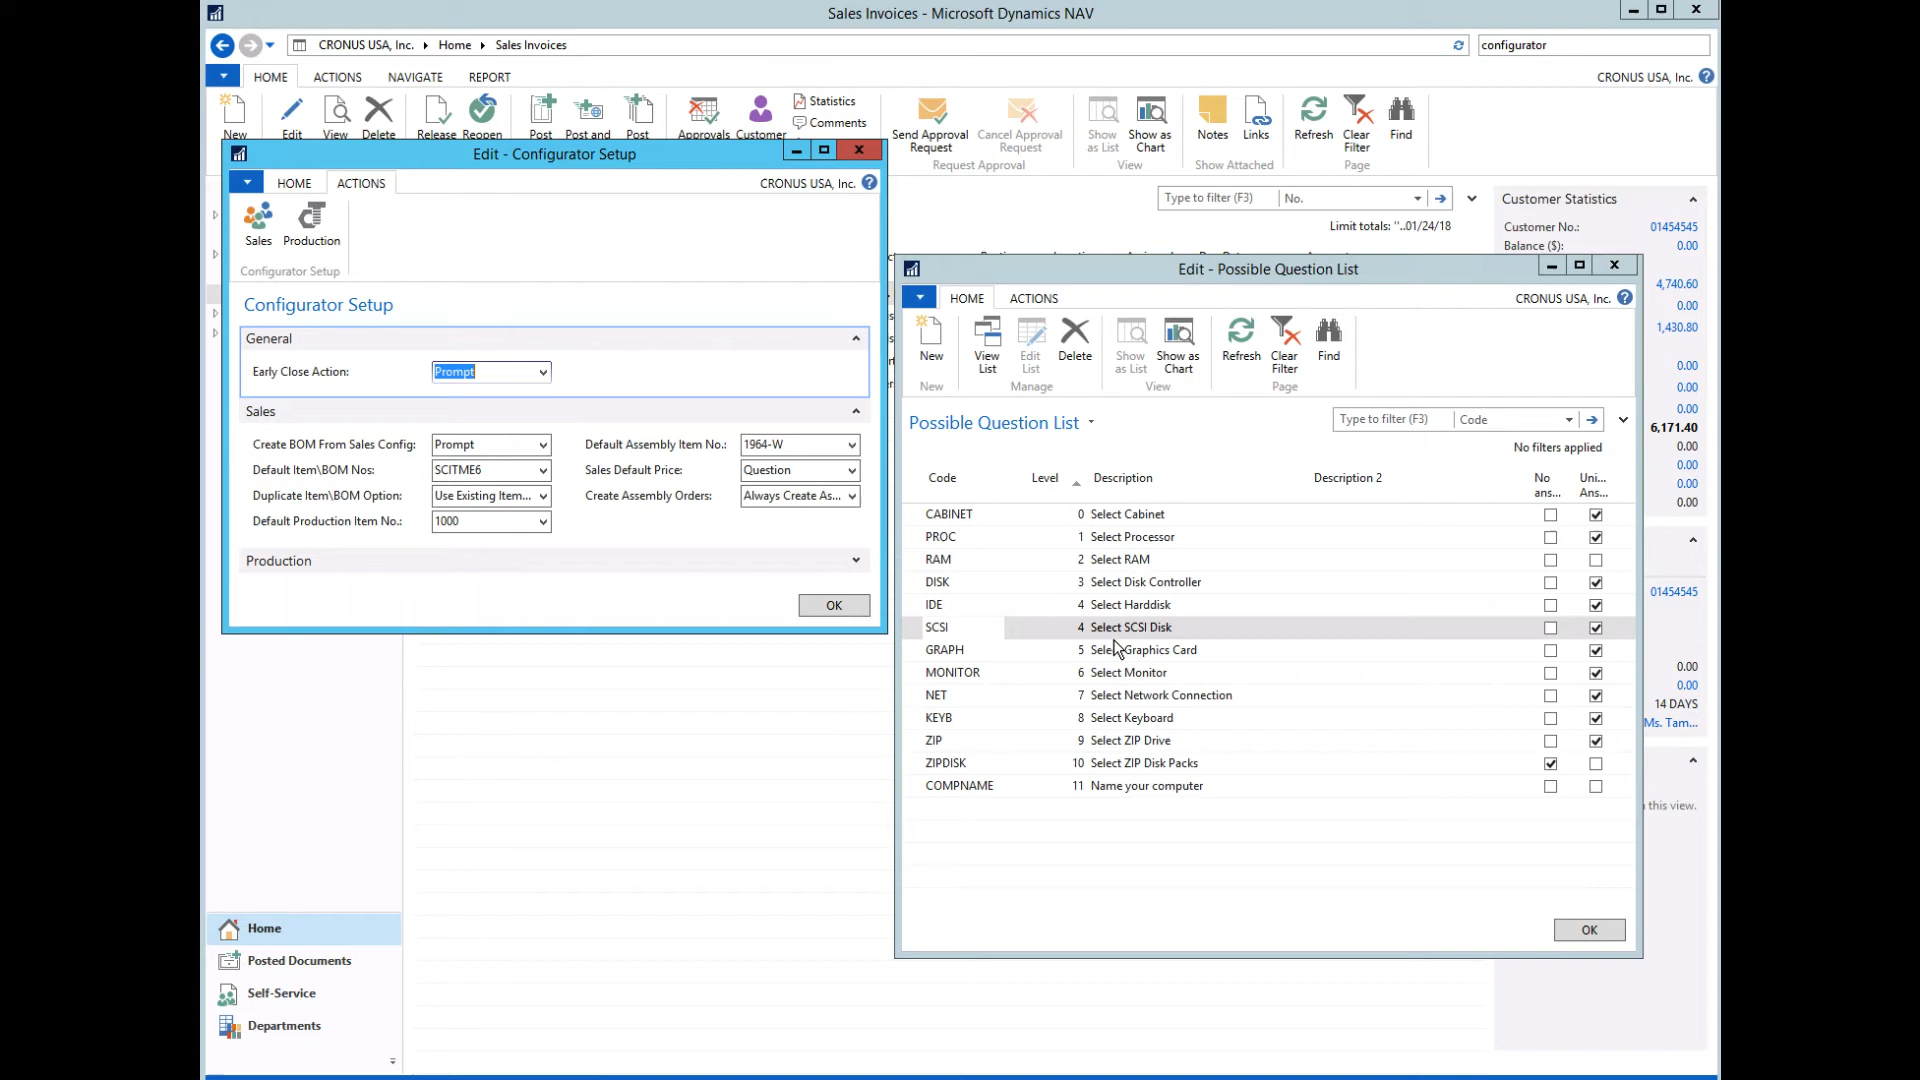 Sales Invoices - Microsoft Dynamics NAV
CRONUS USA, Inc. Home Sales Invoices
configurator
HOME ACTIONS NAVIGATE REPORT
CRONUS USA, Inc.
New Edit View Delete Release Reopen Post Post and Post Approvals Customer
Statistics
Comments
Send Approval Request
Cancel Approval Request
Request Approval
Show as List
Show as Chart
View
Notes Links
Show Attached
Refresh
Clear Filter
Find
Page
Type to filter (F3) No.
Limit totals: ''..01/24/18
Customer Statistics
Customer No.: 01454545
Balance ($): 0.00
4,740.60
0.00
1,430.80
0.00
0.00
0.00
6,171.40
0.00
0.00
0.00
0.00
01454545
0.00
0.00
14 DAYS
Ms. Tam...
this view.
Edit - Configurator Setup
HOME ACTIONS
CRONUS USA, Inc.
Sales Production
Configurator Setup
Configurator Setup
General
Early Close Action: Prompt
Sales
Create BOM From Sales Config: Prompt
Default Assembly Item No.: 1964-W
Default Item\BOM Nos: SCITME6
Sales Default Price: Question
Duplicate Item\BOM Option: Use Existing Item...
Create Assembly Orders: Always Create As...
Default Production Item No.: 1000
Production
OK
Edit - Possible Question List
HOME ACTIONS
CRONUS USA, Inc.
New
New
View List
Edit List
Delete
Manage
Show as List
Show as Chart
View
Refresh
Clear Filter
Find
Page
Possible Question List
Type to filter (F3) Code
No filters applied
Code Level Description Description 2 No ans... Uni... Ans...
CABINET 0 Select Cabinet
PROC 1 Select Processor
RAM 2 Select RAM
DISK 3 Select Disk Controller
IDE 4 Select Harddisk
SCSI 4 Select SCSI Disk
GRAPH 5 Select Graphics Card
MONITOR 6 Select Monitor
NET 7 Select Network Connection
KEYB 8 Select Keyboard
ZIP 9 Select ZIP Drive
ZIPDISK 10 Select ZIP Disk Packs
COMPNAME 11 Name your computer
OK
Home
Posted Documents
Self-Service
Departments